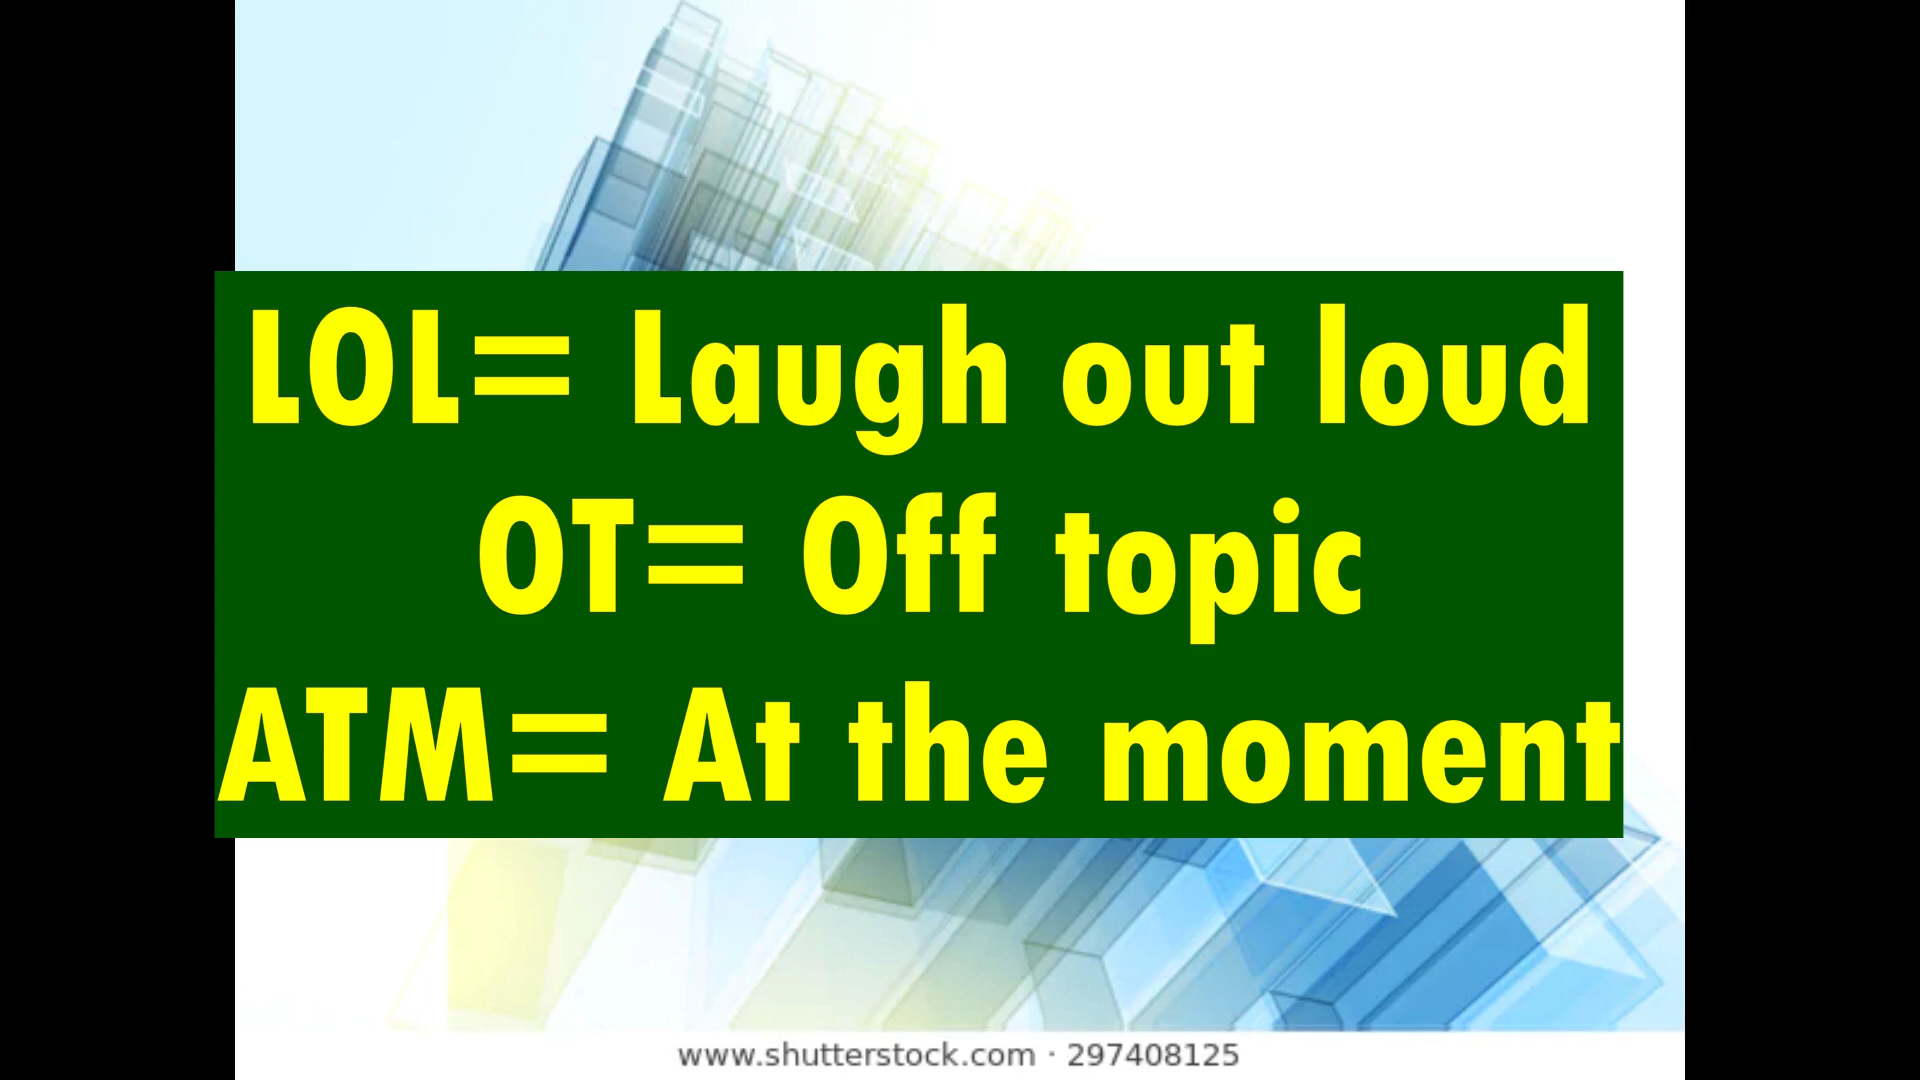 LOL= Laugh out loud
OT= Off topic
ATM= At the moment
www.shutterstock.com · 297408125